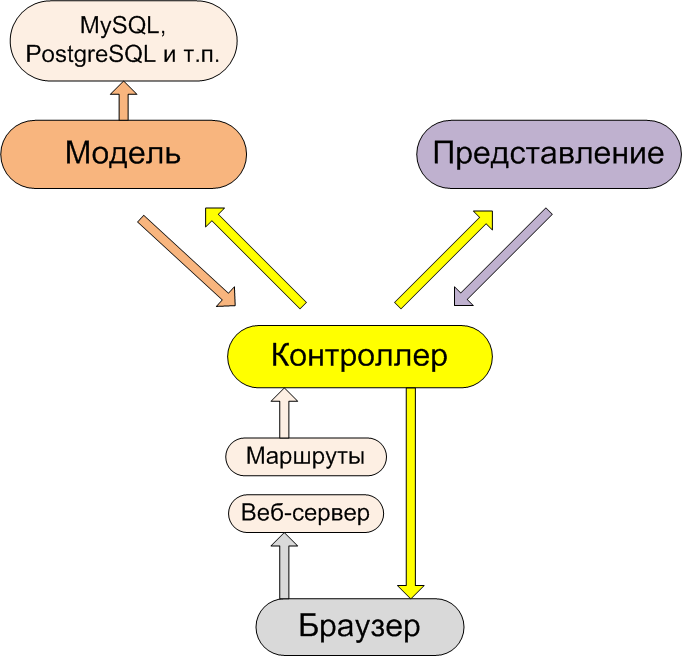 MySQL,
PostgreSQL и т.п.
Модель
Представление
Контроллер
Маршруты
Веб-сервер
Браузер